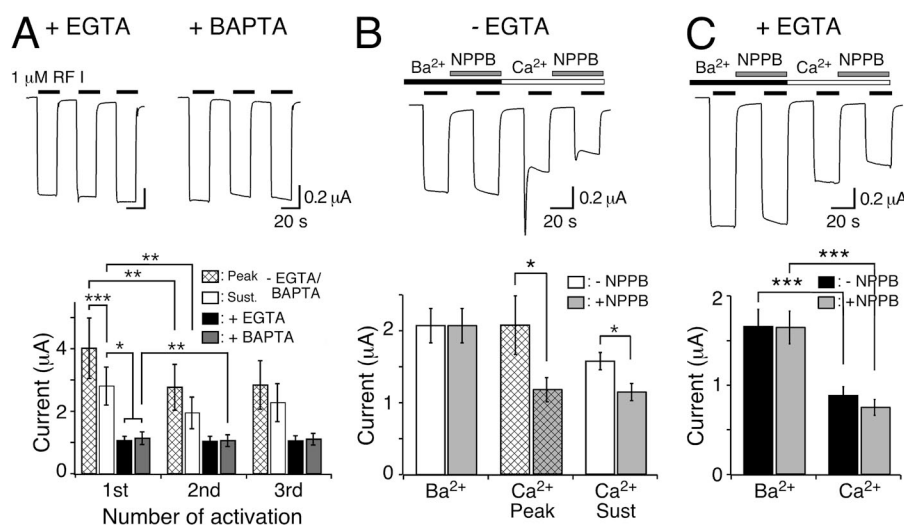 A + EGTA + BAPTA
1 μM RF I
0.2 μA
20 s
: Peak - EGTA/
: Sust. BAPTA
: + EGTA
: + BAPTA
** 
**
***
*
**
Current (μA)
4
2
0
1st 2nd 3rd
Number of activation
B - EGTA
Ba²⁺ NPPB Ca²⁺ NPPB
0.2 μA
20 s
: - NPPB
: +NPPB
*
*
Current (μA)
2
1
0
Ba²⁺ Ca²⁺ Ca²⁺
Peak Sust
C + EGTA
Ba²⁺ NPPB Ca²⁺ NPPB
0.2 μA
20 s
***
***
: - NPPB
: +NPPB
Current (μA)
2
1
0
Ba²⁺ Ca²⁺